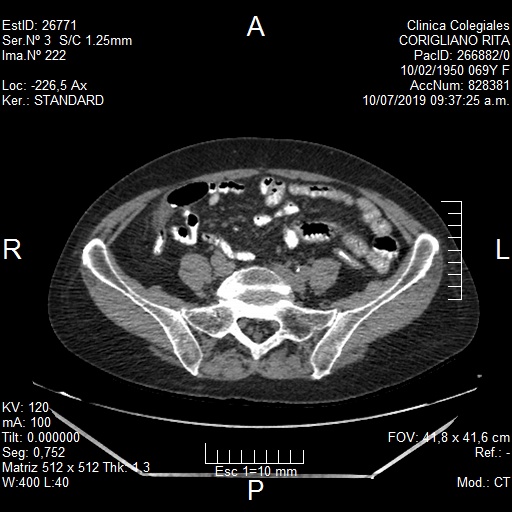 EstID: 26771
Ser.Nº 3 S/C 1.25mm
Ima.Nº 222
Loc: -226,5 Ax
Ker.: STANDARD
A
Clinica Colegiales
CORIGLIANO RITA
PacID: 266882/0
10/02/1950 069Y F
AccNum: 828381
10/07/2019 09:37:25 a.m.
R
L
KV: 120
mA: 100
Tilt: 0.000000
Seg: 0,752
Matriz 512 x 512 Thk: 1.3
W:400 L:40
Esc 1=10 mm
P
FOV: 41,8 x 41,6 cm
Ref.: -
Mod.: CT